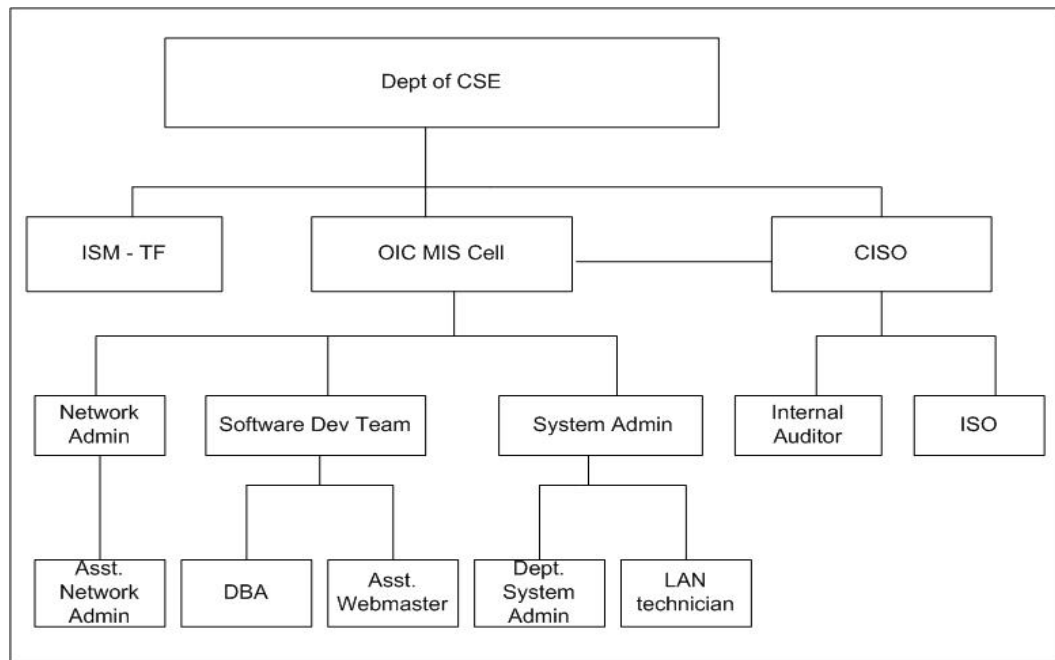 Dept of CSE
ISM - TF
OIC MIS Cell
CISO
Network
Admin
Software Dev Team
System Admin
Internal
Auditor
ISO
Asst.
Network
Admin
DBA
Asst.
Webmaster
Dept.
System
Admin
LAN
technician